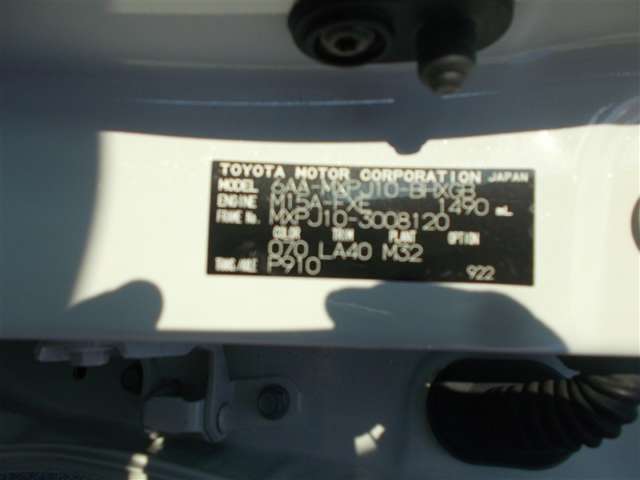 TOYOTA MOTOR CORPORATION JAPAN
MODEL 6AA-MXPJ10-BHXGB
ENGINE M15A-FXE 1490 mL
FRAME No. MXPJ10-3008120
COLOR TRIM PLANT OPTION
070 LA40 M32
TRANS./AXLE P910 922